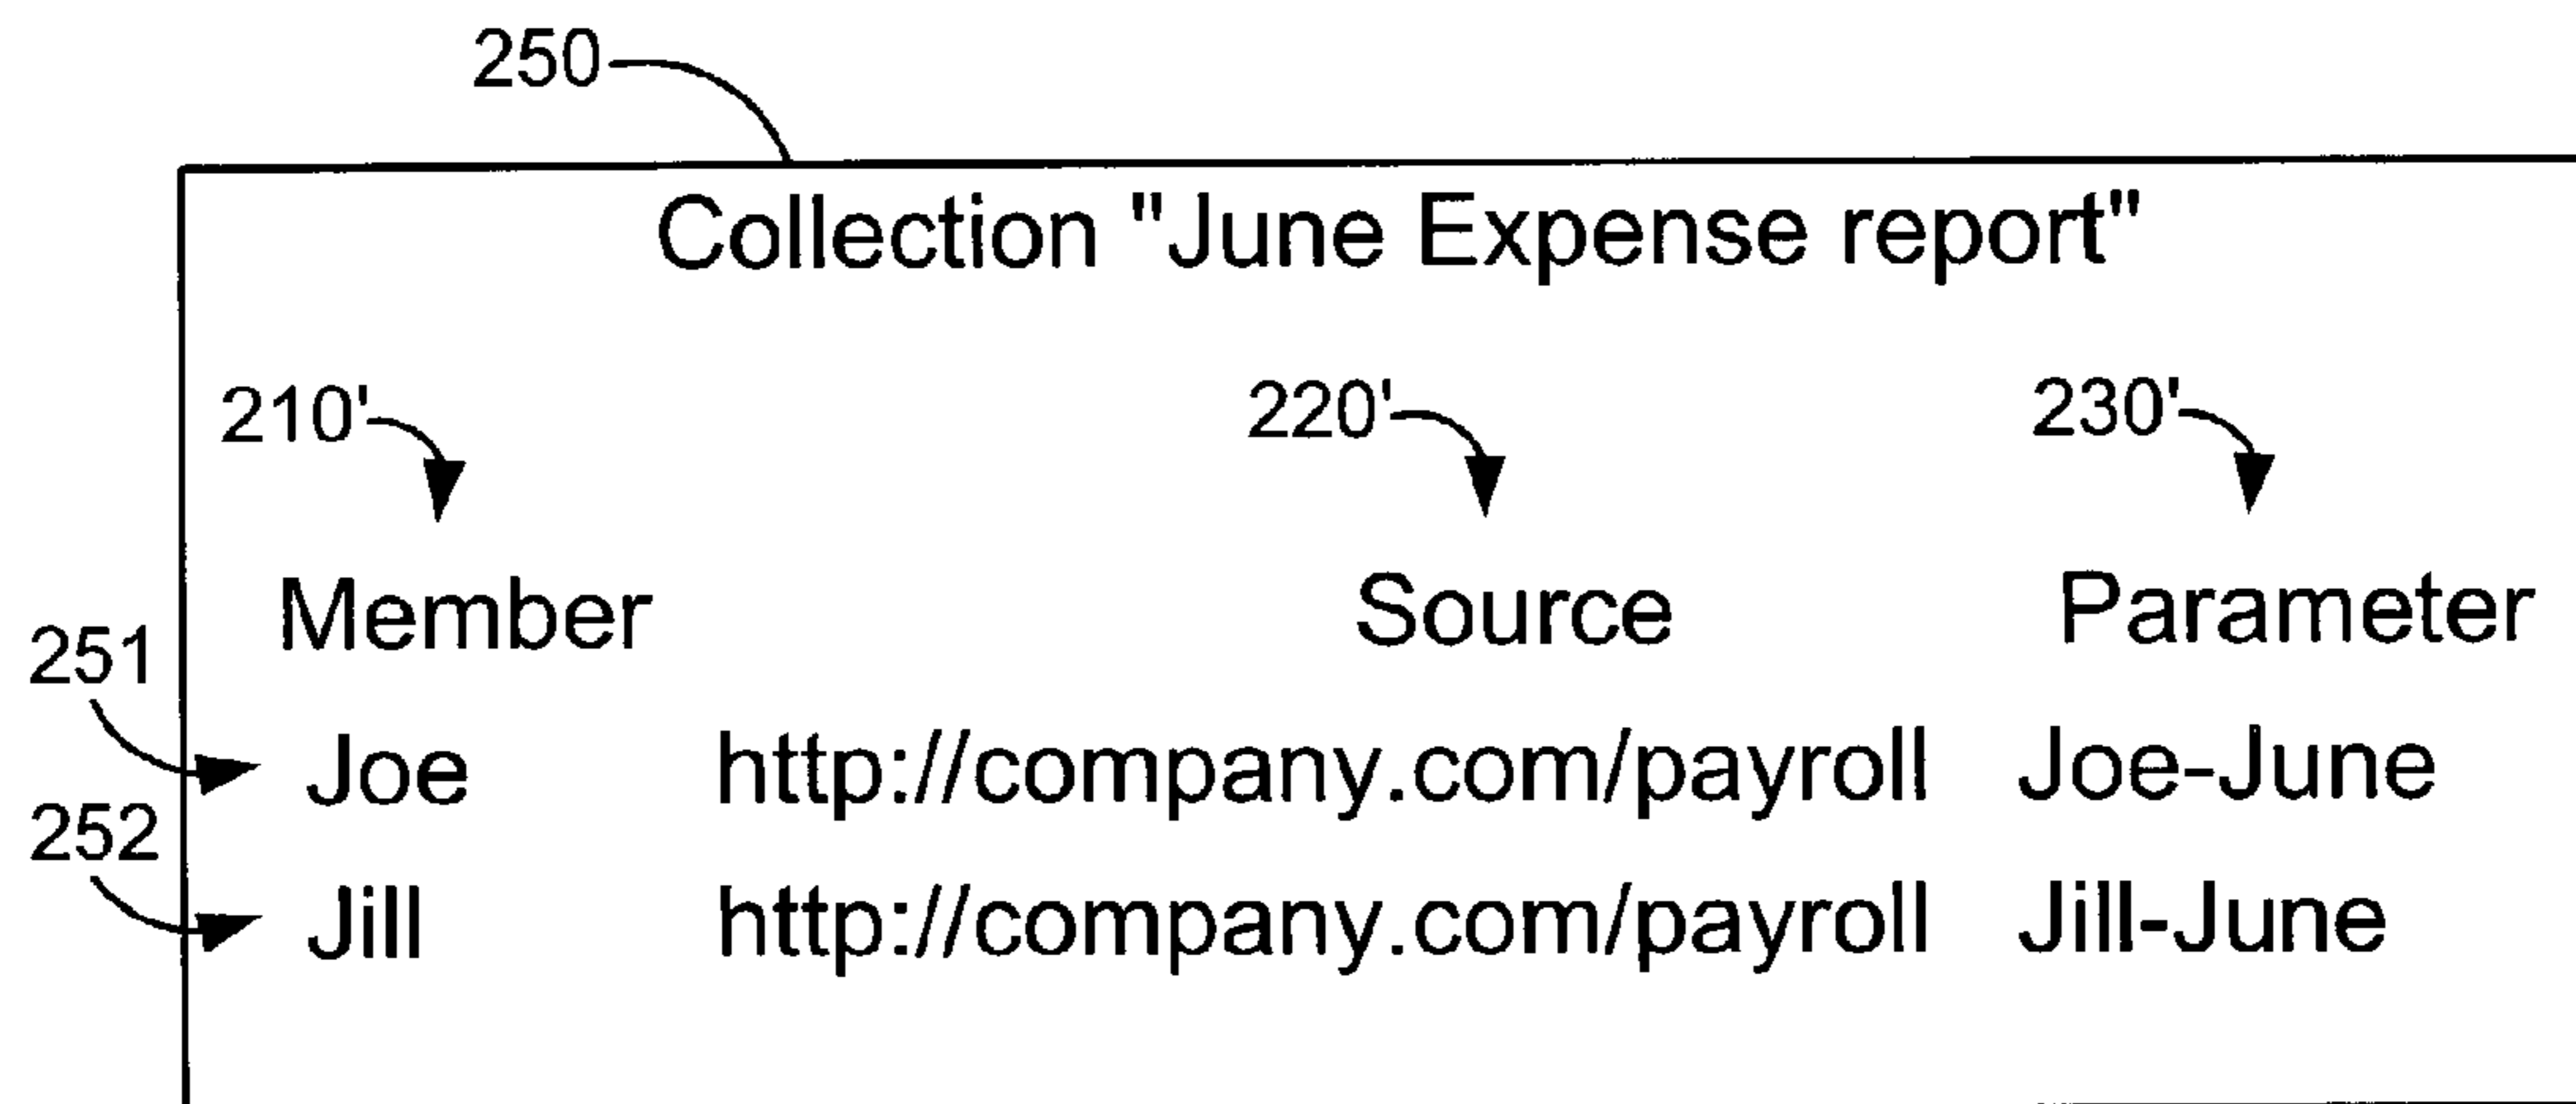 250
Collection "June Expense report"
210' 220' 230'
Member Source Parameter
251
Joe http://company.com/payroll Joe-June
252
Jill http://company.com/payroll Jill-June